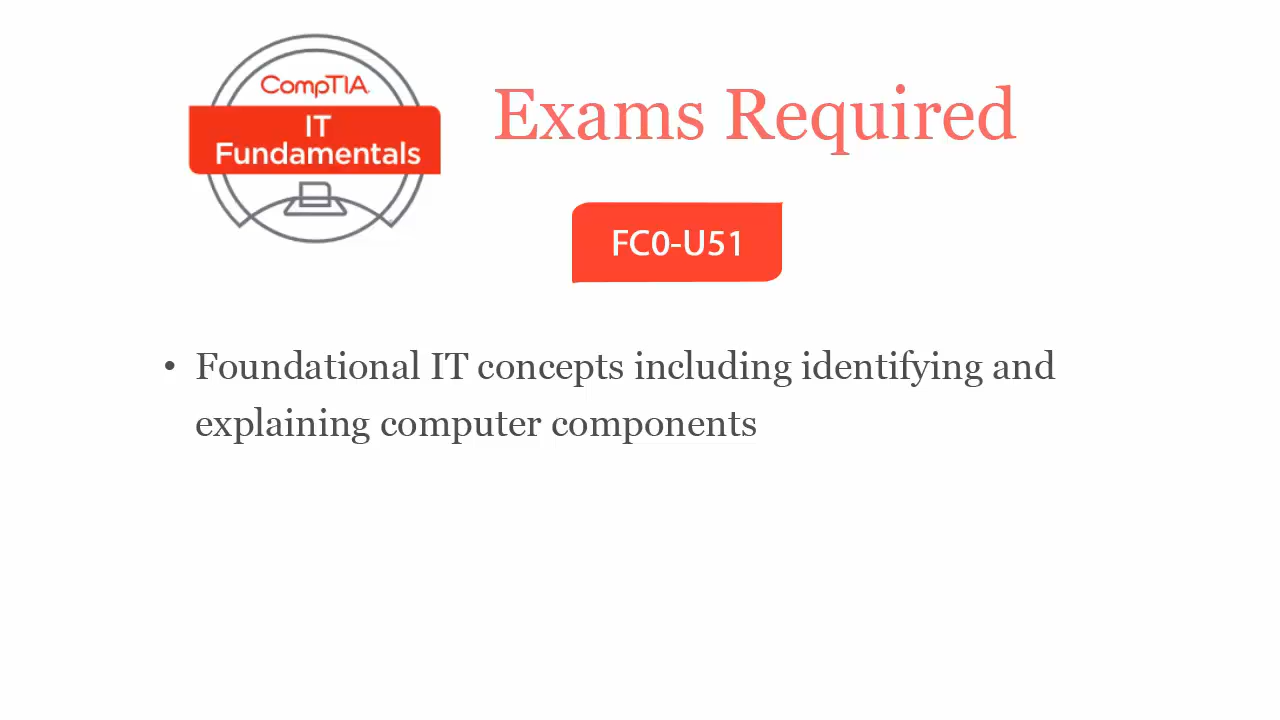 CompTIA.
IT
Fundamentals
Exams Required
FC0-U51
• Foundational IT concepts including identifying and
explaining computer components